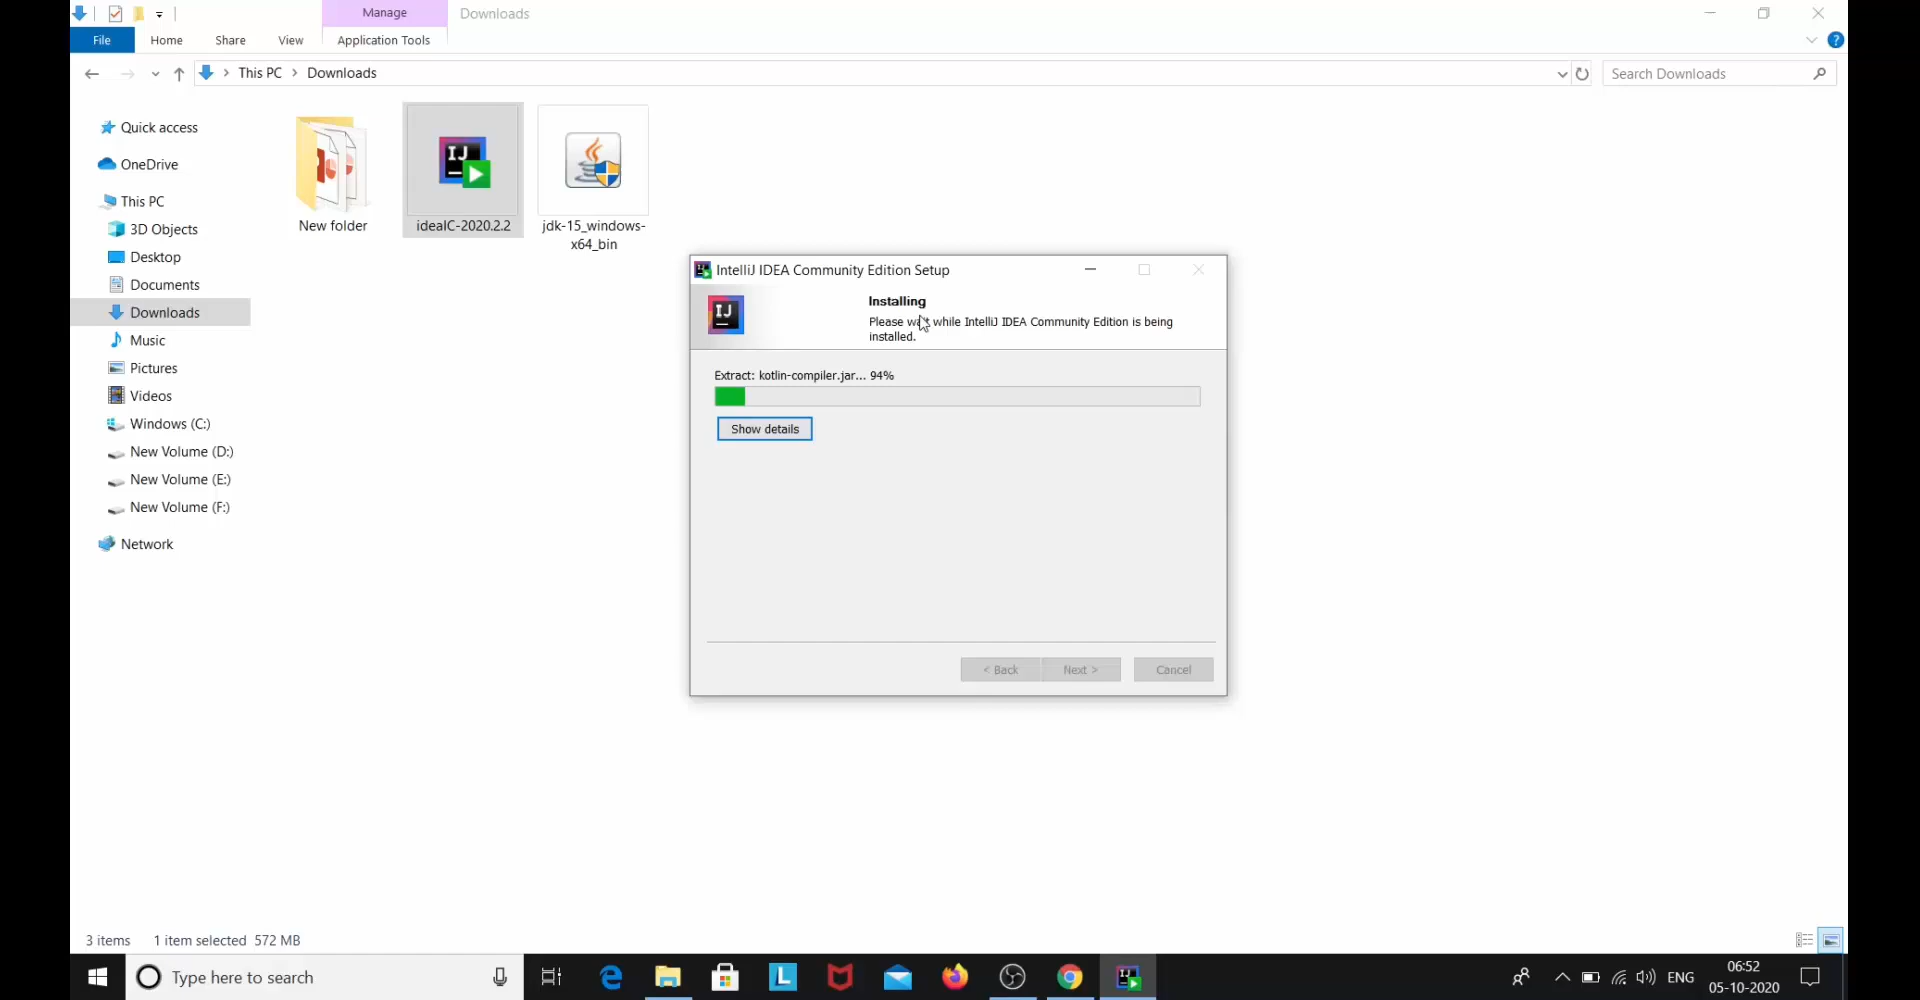 Manage
Downloads
File
Home
Share
View
Application Tools
This PC
Downloads
Search Downloads
Quick access
OneDrive
This PC
3D Objects
Desktop
Documents
Downloads
Music
Pictures
Videos
Windows (C:)
New Volume (D:)
New Volume (E:)
New Volume (F:)
Network
New folder
ideaIC-2020.2.2
jdk-15_windows-
x64_bin
IntelliJ IDEA Community Edition Setup
IJ
Installing
Please wait while IntelliJ IDEA Community Edition is being
installed.
Extract: kotlin-compiler.jar... 94%
Show details
< Back
Next >
Cancel
3 items
1 item selected 572 MB
Type here to search
ENG
06:52
05-10-2020